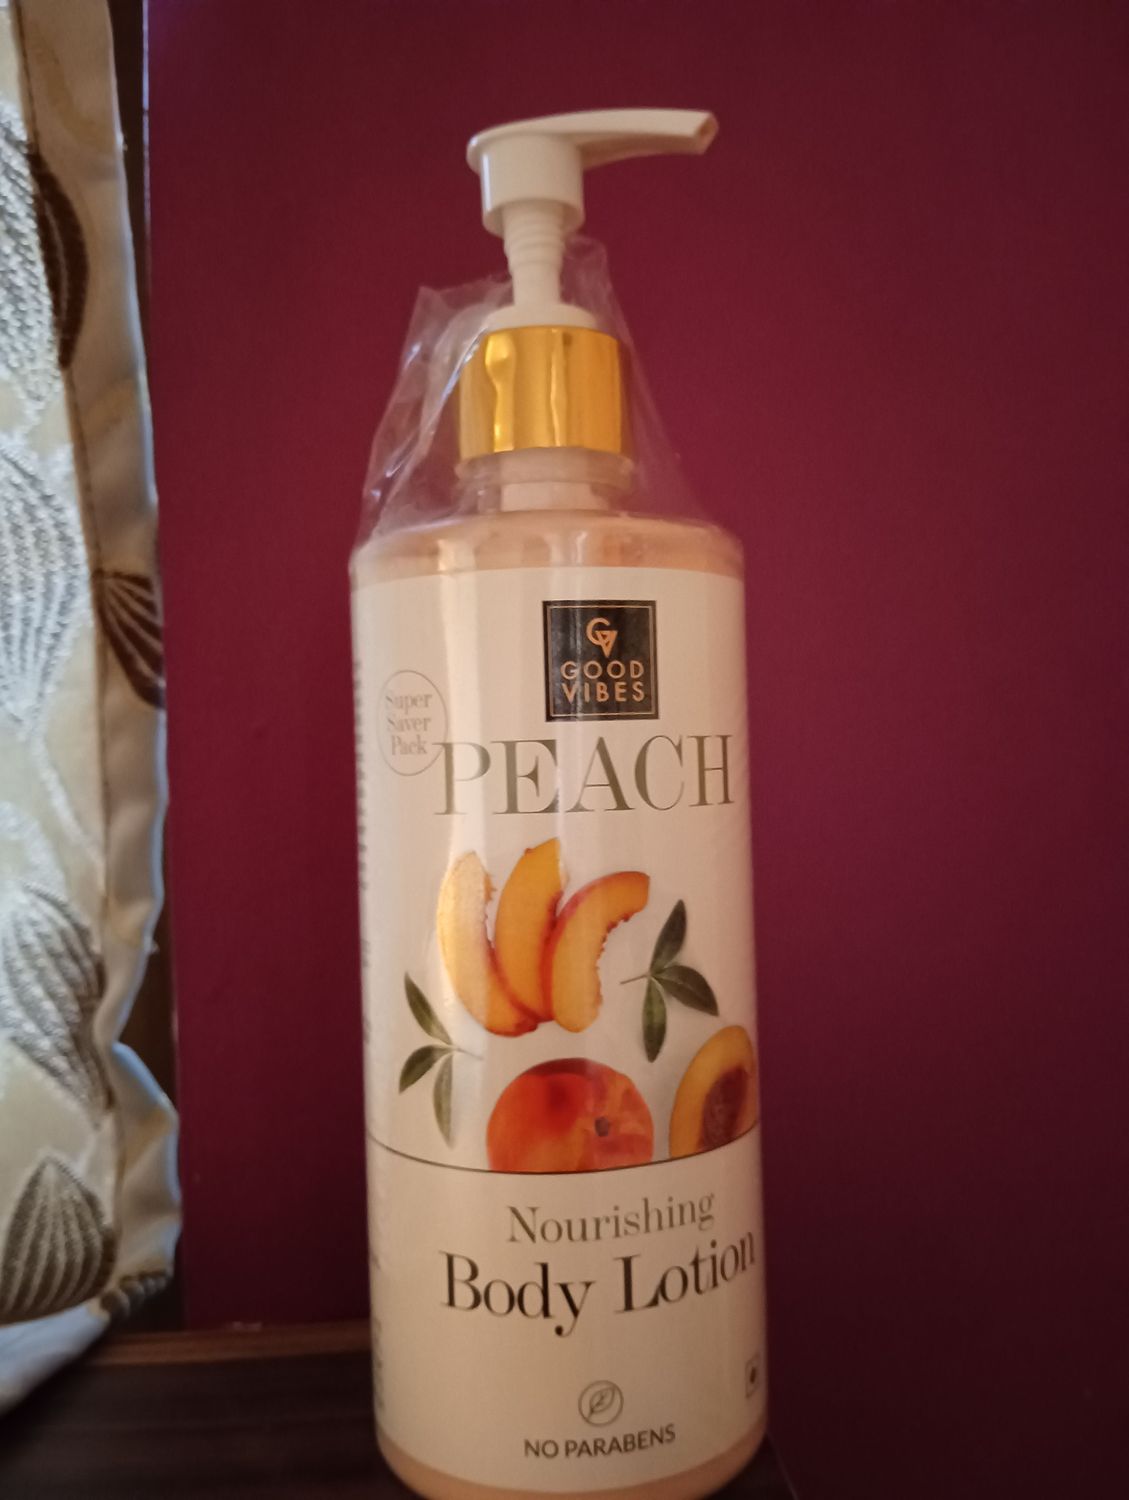 GV
GOOD
VIBES
Super
Saver
Pack
PEACH
Nourishing
Body Lotion
NO PARABENS